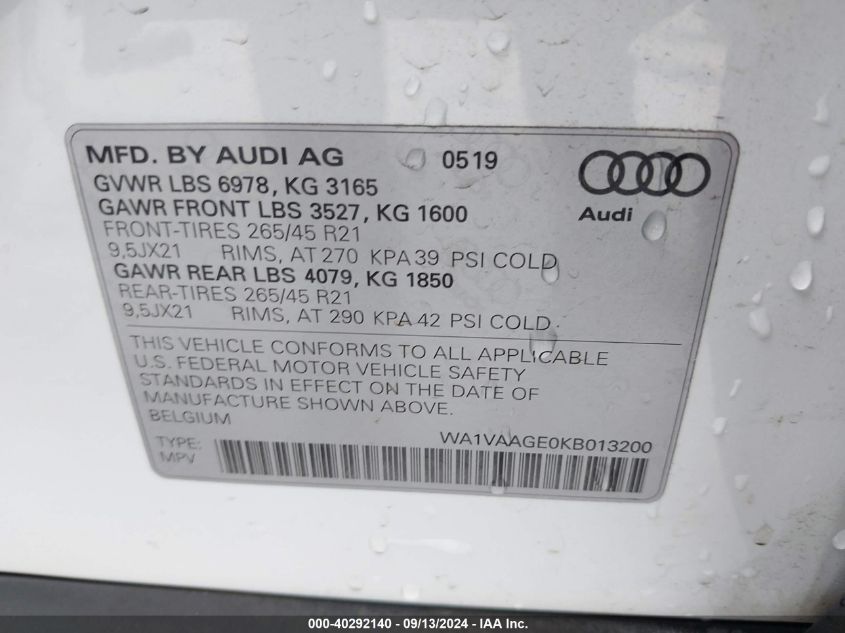 MFD. BY AUDI AG 0519
GVWR LBS 6978, KG 3165
GAWR FRONT LBS 3527, KG 1600
Audi
FRONT-TIRES 265/45 R21
9,5JX21 RIMS, AT 270 KPA 39 PSI COLD
GAWR REAR LBS 4079, KG 1850
REAR-TIRES 265/45 R21
9,5JX21 RIMS, AT 290 KPA 42 PSI COLD.
THIS VEHICLE CONFORMS TO ALL APPLICABLE
U.S. FEDERAL MOTOR VEHICLE SAFETY
STANDARDS IN EFFECT ON THE DATE OF
MANUFACTURE SHOWN ABOVE.
BELGIUM
WA1VAAGE0KB013200
TYPE:
MPV
000-40292140 - 09/13/2024 - IAA Inc.